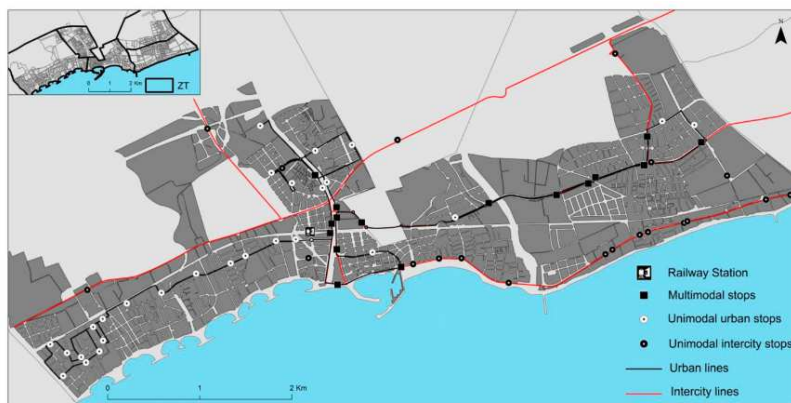 0 1 2 Km
ZT
N
Railway Station
Multimodal stops
Unimodal urban stops
Unimodal intercity stops
Urban lines
Intercity lines
0 1 2 Km